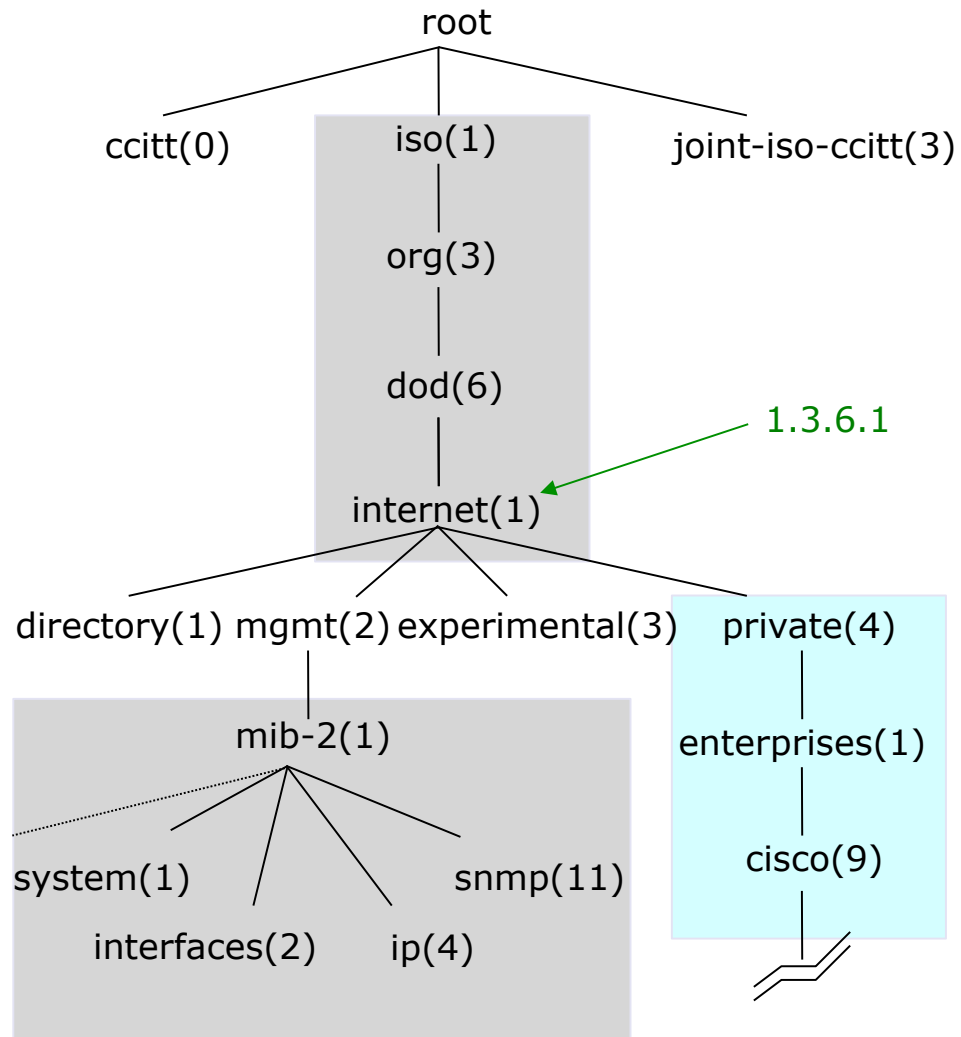 root
ccitt(0) iso(1) joint-iso-ccitt(3)
org(3)
dod(6)
1.3.6.1
internet(1)
directory(1) mgmt(2) experimental(3) private(4)
mib-2(1) enterprises(1)
cisco(9)
system(1) snmp(11)
interfaces(2) ip(4)